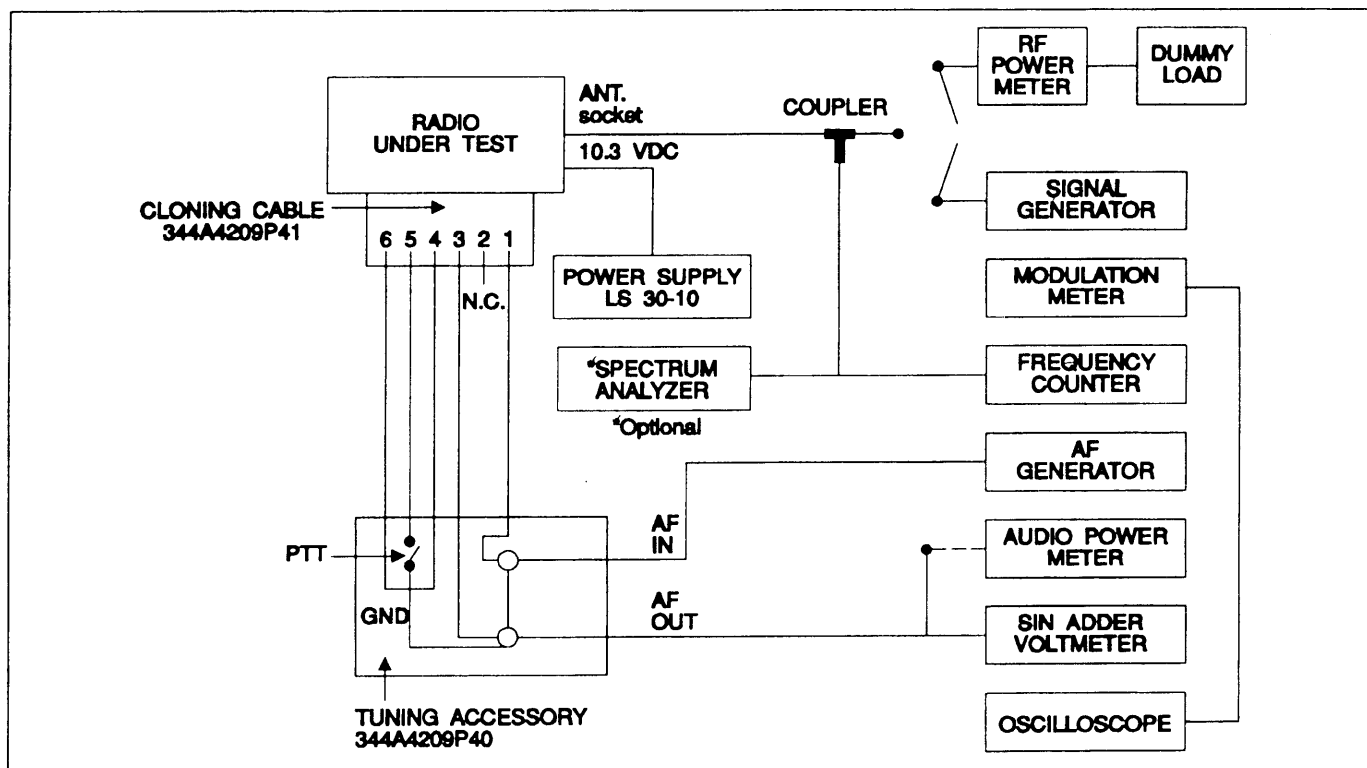 RF
POWER
METER
DUMMY
LOAD
ANT.
socket
COUPLER
RADIO
UNDER TEST
10.3 VDC
CLONING CABLE
344A4209P41
SIGNAL
GENERATOR
6 5 4 3 2 1
N.C.
POWER SUPPLY
LS 30-10
MODULATION
METER
*SPECTRUM
ANALYZER
*Optional
FREQUENCY
COUNTER
AF
GENERATOR
AF
IN
PTT
AUDIO POWER
METER
GND
AF
OUT
SIN ADDER
VOLTMETER
TUNING ACCESSORY
344A4209P40
OSCILLOSCOPE